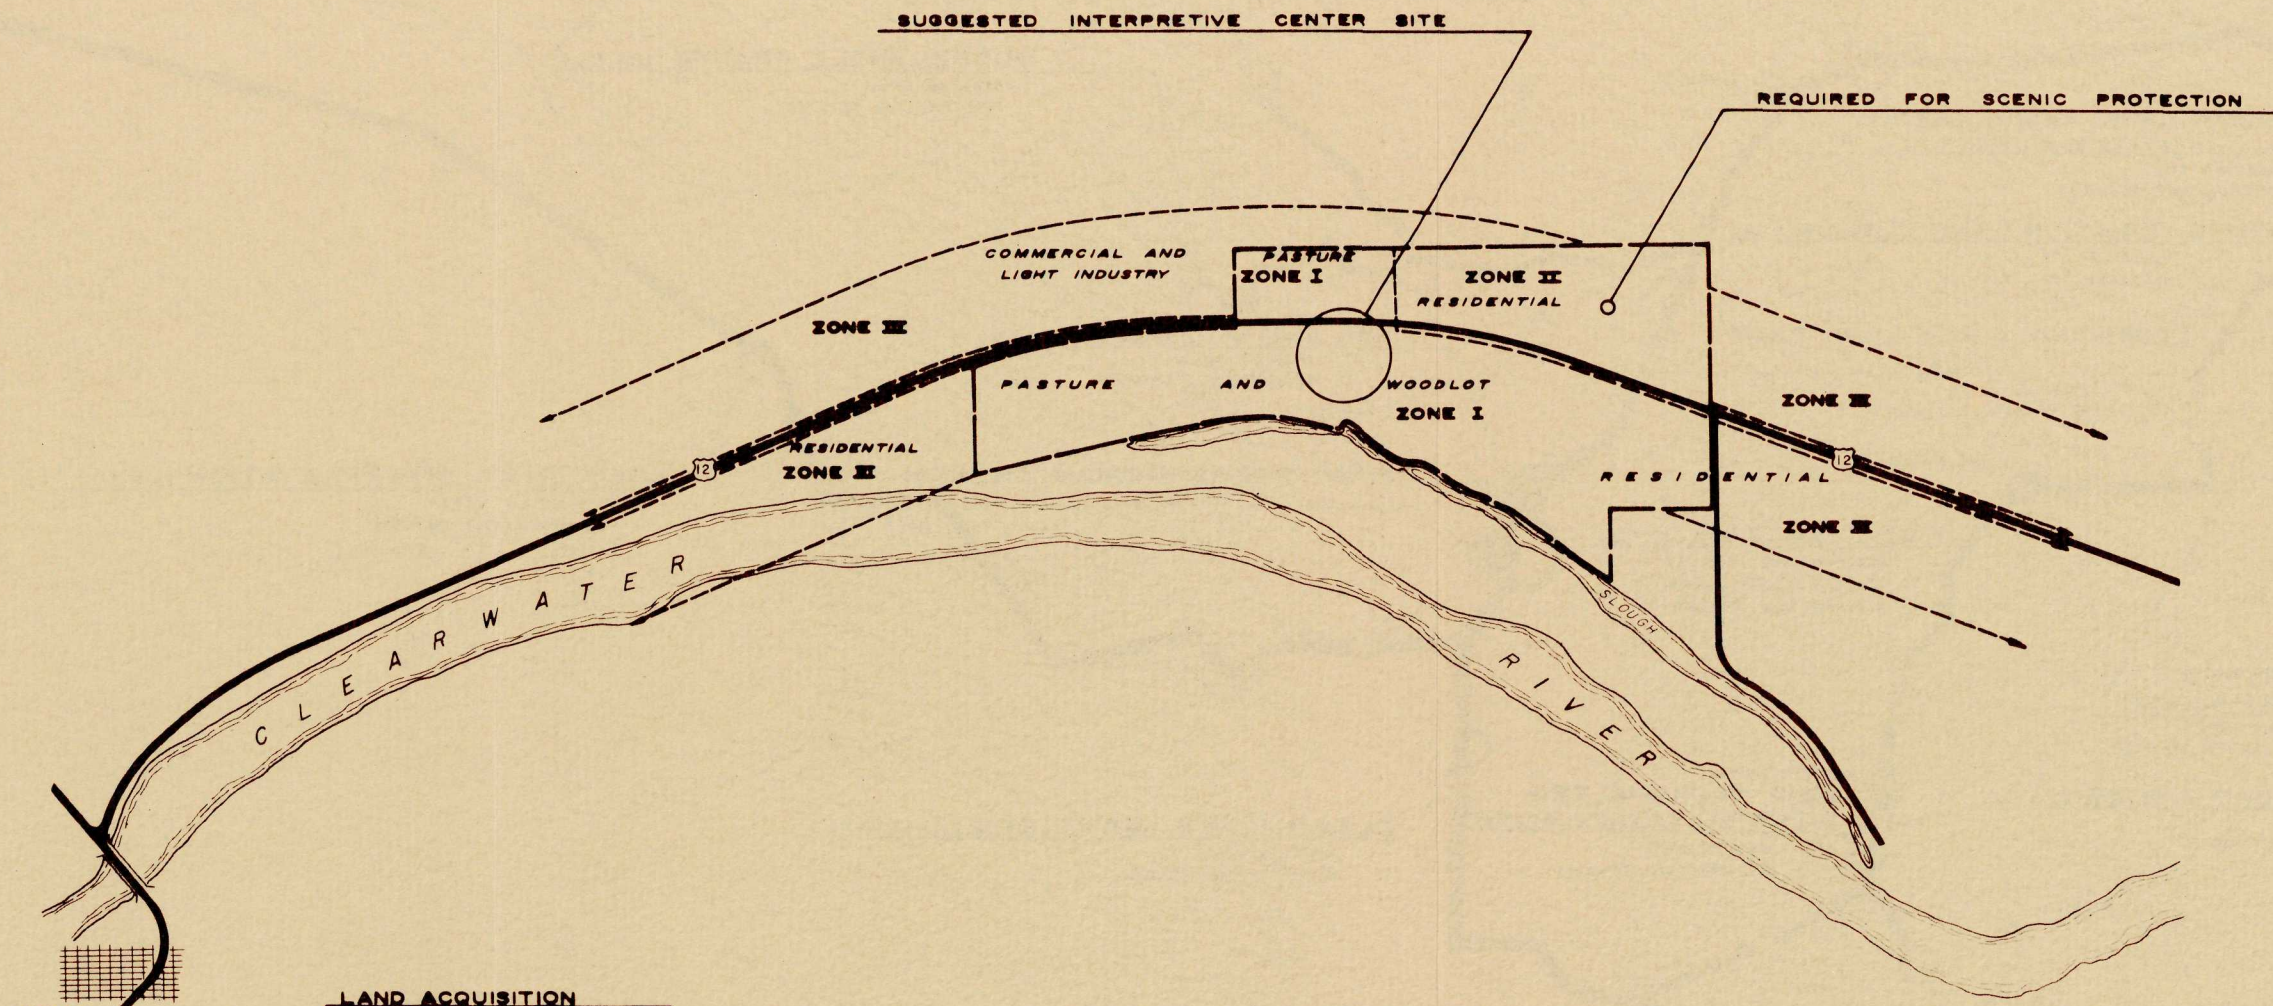 SUGGESTED INTERPRETIVE CENTER SITE
REQUIRED FOR SCENIC PROTECTION
COMMERCIAL AND
LIGHT INDUSTRY
PASTURE
ZONE I
ZONE II
RESIDENTIAL
ZONE III
PASTURE AND WOODLOT
ZONE I
ZONE III
RESIDENTIAL
ZONE III
12
12
RESIDENTIAL
ZONE III
CLEARWATER
RIVER
SLOUGH
LAND ACQUISITION